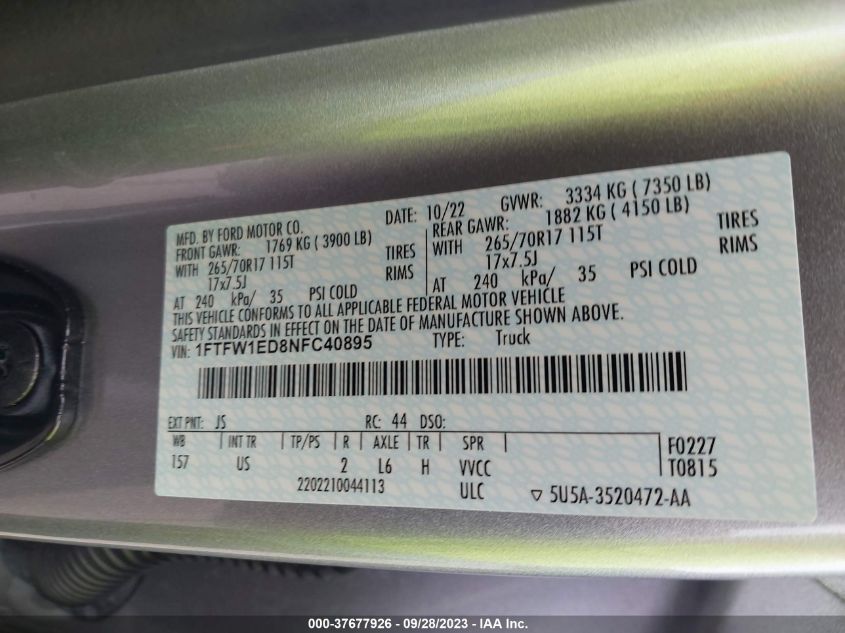 MFD. BY FORD MOTOR CO.
DATE: 10/22 GVWR: 3334 KG ( 7350 LB)
FRONT GAWR: 1769 KG ( 3900 LB)
WITH 265/70R17 115T TIRES
17x7.5J RIMS
AT 240 kPa/ 35 PSI COLD
REAR GAWR: 1882 KG ( 4150 LB)
WITH 265/70R17 115T TIRES
17x7.5J RIMS
AT 240 kPa/ 35 PSI COLD
THIS VEHICLE CONFORMS TO ALL APPLICABLE FEDERAL MOTOR VEHICLE
SAFETY STANDARDS IN EFFECT ON THE DATE OF MANUFACTURE SHOWN ABOVE.
VIN: 1FTFW1ED8NFC40895 TYPE: Truck
EXT PNT: JS RC: 44 DSO:
WB INT TR TP/PS R AXLE TR SPR F0227
157 US 2 L6 H VVCC T0815
2202210044113 ULC ▽ 5U5A-3520472-AA
000-37677926 - 09/28/2023 - IAA Inc.